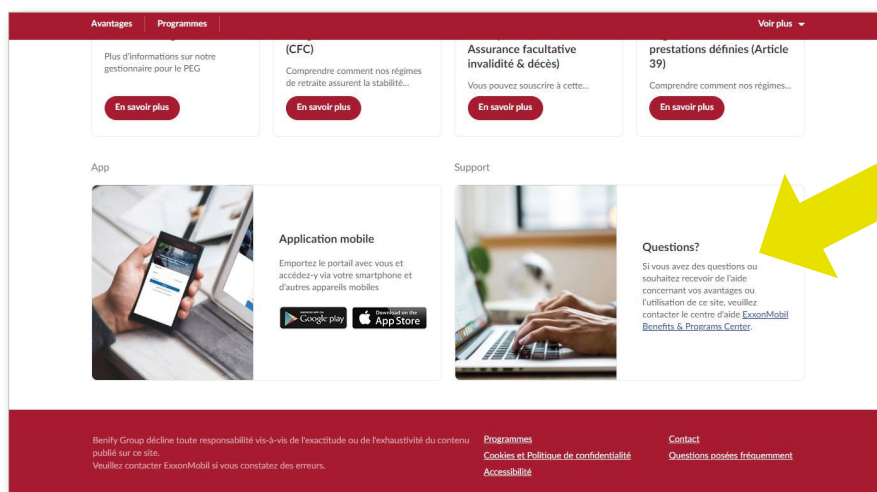 Avantages Programmes Voir plus
Plus d'informations sur notre
gestionnaire pour le PEG
En savoir plus
(CFC)
Comprendre comment nos régimes
de retraite assurent la stabilité...
En savoir plus
Assurance facultative
invalidité & décès)
Vous pouvez souscrire à cette...
En savoir plus
prestations définies (Article
39)
Comprendre comment nos régimes...
En savoir plus
App
Application mobile
Emportez le portail avec vous et
accédez-y via votre smartphone et
d'autres appareils mobiles
ANDROID APP ON
Google play
Download on the
App Store
Support
Questions?
Si vous avez des questions ou
souhaitez recevoir de l'aide
concernant vos avantages ou
l'utilisation de ce site, veuillez
contacter le centre d'aide ExxonMobil
Benefits & Programs Center.
Benify Group décline toute responsabilité vis-à-vis de l'exactitude ou de l'exhaustivité du contenu
publié sur ce site.
Veuillez contacter ExxonMobil si vous constatez des erreurs.
Programmes
Cookies et Politique de confidentialité
Accessibilité
Contact
Questions posées fréquemment